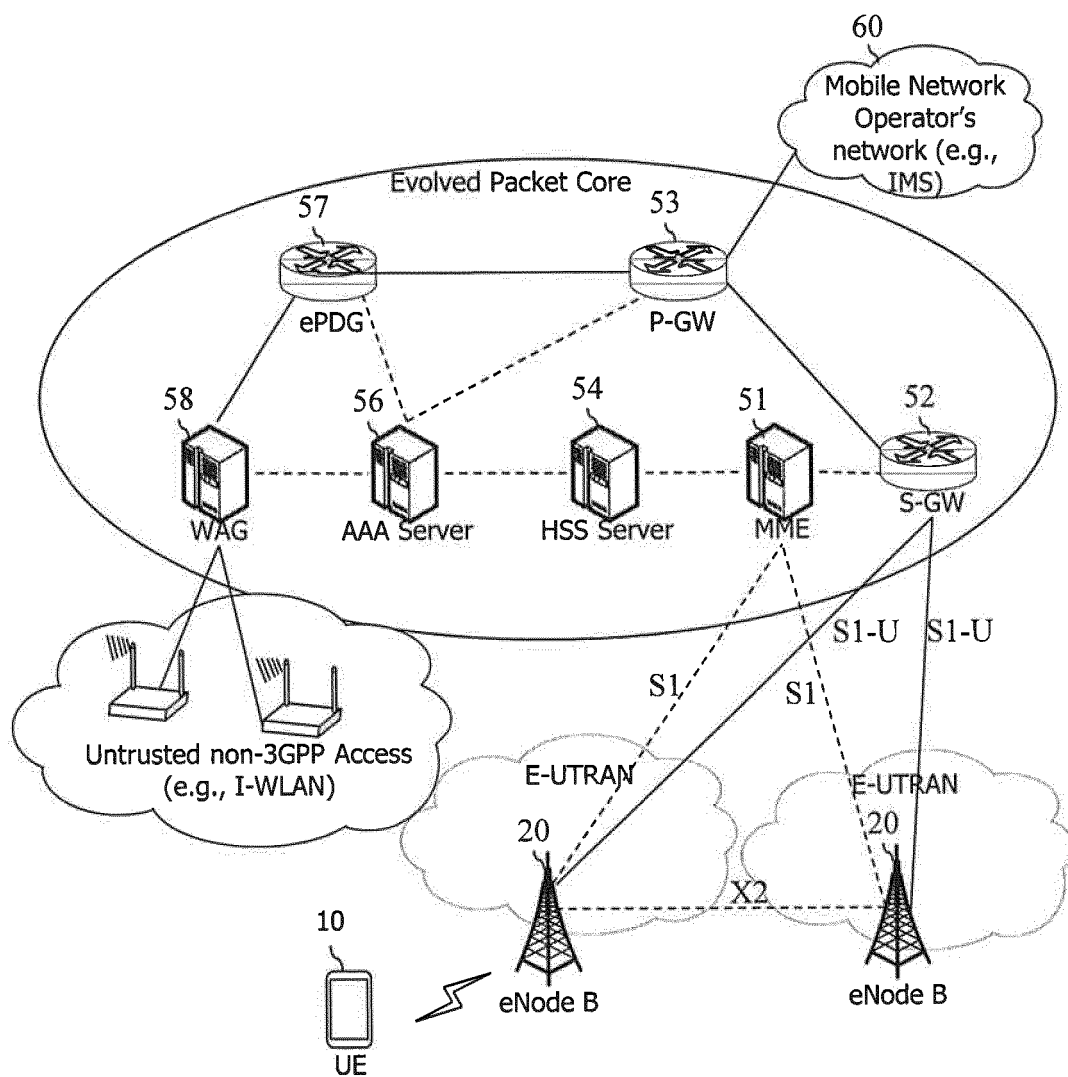 60
Mobile Network
Operator's
network (e.g.,
IMS)
Evolved Packet Core
57
53
ePDG
P-GW
58
56
54
51
52
WAG
AAA Server
HSS Server
MME
S-GW
S1-U
S1-U
S1
S1
Untrusted non-3GPP Access
(e.g., I-WLAN)
E-UTRAN
E-UTRAN
20
20
X2
10
eNode B
eNode B
UE